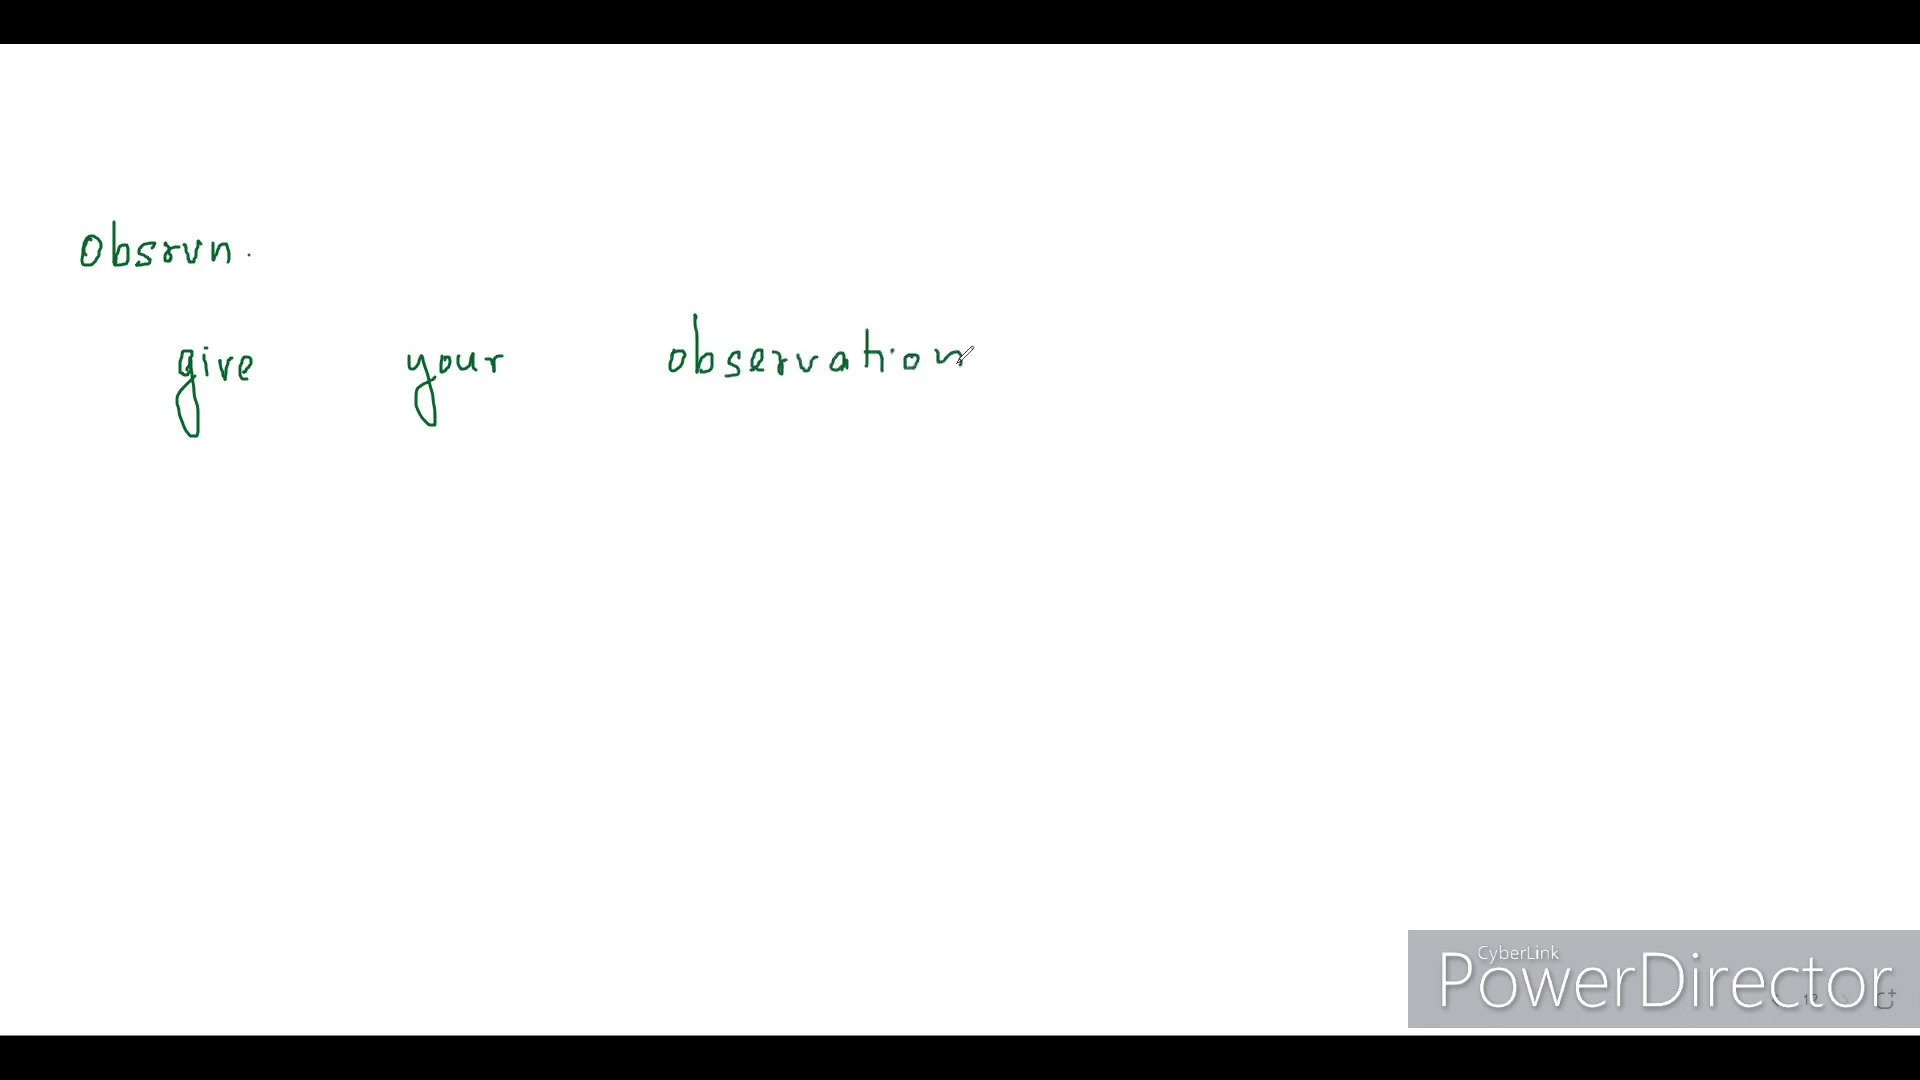 Obsrvn.
give your observation
CyberLink
PowerDirector